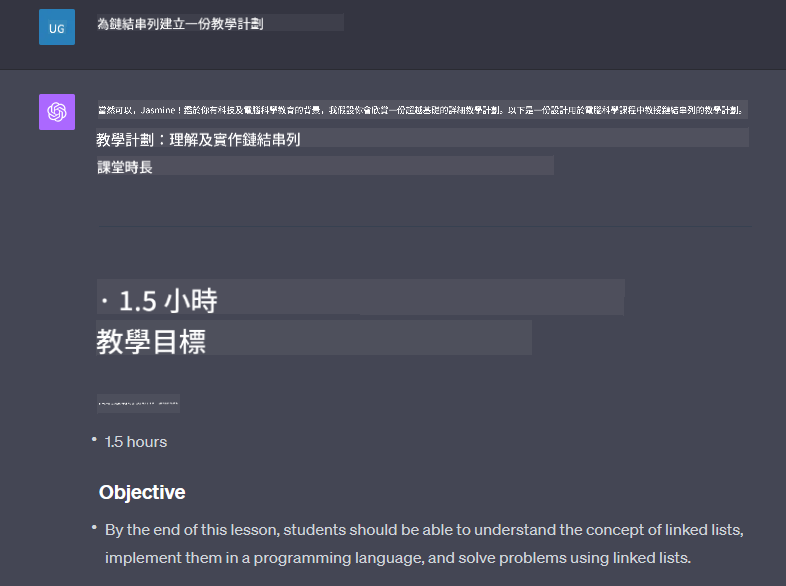 UG
為鏈結串列建立一份教學計劃
當然可以，Jasmine！鑑於你有科技及電腦科學教育的背景，我假設你會欣賞一份超越基礎的詳細教學計劃。以下是一份設計用於電腦科學課程中教授鏈結串列的教學計劃。
教學計劃：理解及實作鏈結串列
課堂時長
· 1.5 小時
教學目標
• 1.5 hours
Objective
• By the end of this lesson, students should be able to understand the concept of linked lists,
implement them in a programming language, and solve problems using linked lists.